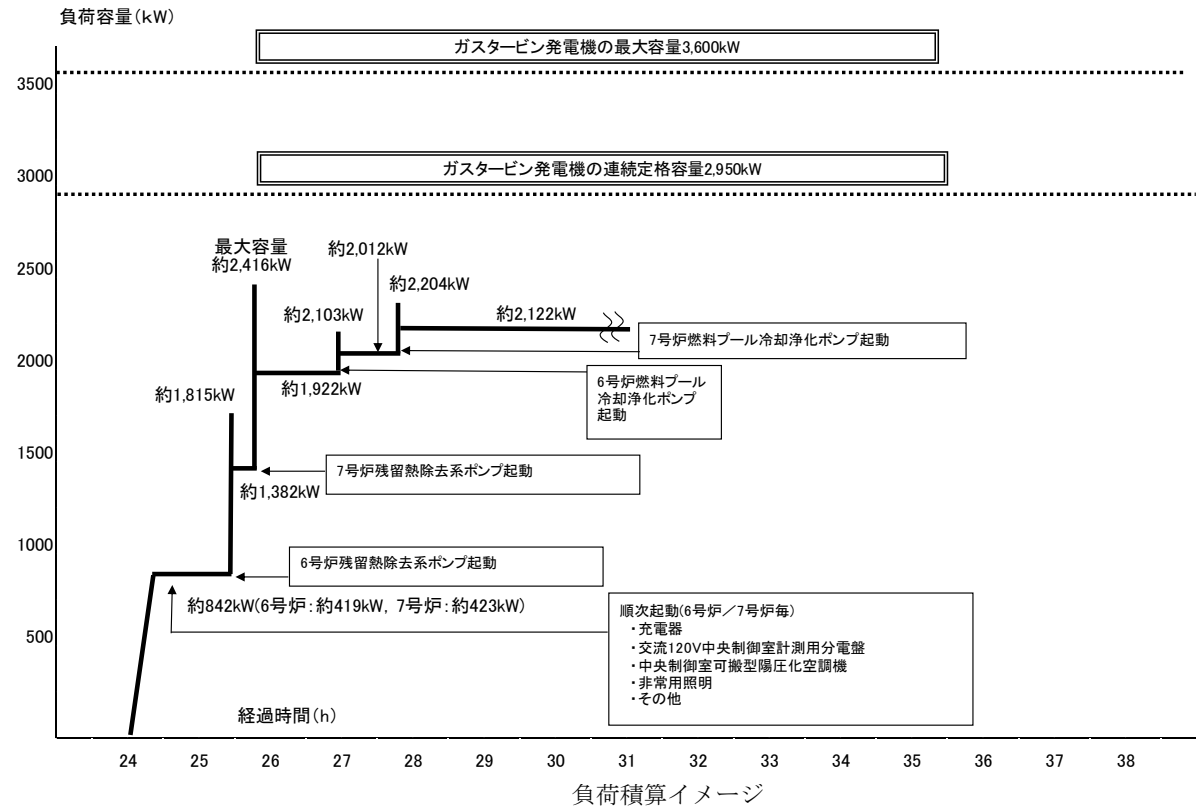 負荷容量(kW)
ガスタービン発電機の最大容量3,600kW
3500
ガスタービン発電機の連続定格容量2,950kW
3000
最大容量
約2,416kW
約2,012kW
2500
約2,204kW
約2,103kW
約2,122kW
7号炉燃料プール冷却浄化ポンプ起動
2000
約1,922kW
6号炉燃料プール
冷却浄化ポンプ
起動
約1,815kW
1500
7号炉残留熱除去系ポンプ起動
約1,382kW
1000
6号炉残留熱除去系ポンプ起動
約842kW(6号炉:約419kW, 7号炉:約423kW)
順次起動(6号炉/7号炉毎)
・充電器
・交流120V中央制御室計測用分電盤
・中央制御室可搬型陽圧化空調機
・非常用照明
・その他
500
経過時間(h)
24 25 26 27 28 29 30 31 32 33 34 35 36 37 38
負荷積算イメージ